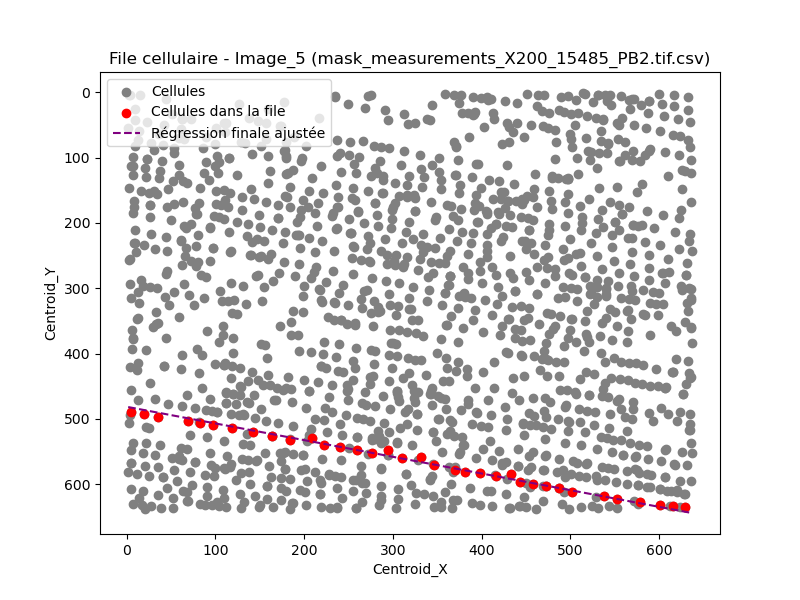 File cellulaire - Image_5 (mask_measurements_X200_15485_PB2.tif.csv)
Cellules
Cellules dans la file
Régression finale ajustée
0
100
200
300
400
500
600
Centroid_Y
0 100 200 300 400 500 600
Centroid_X